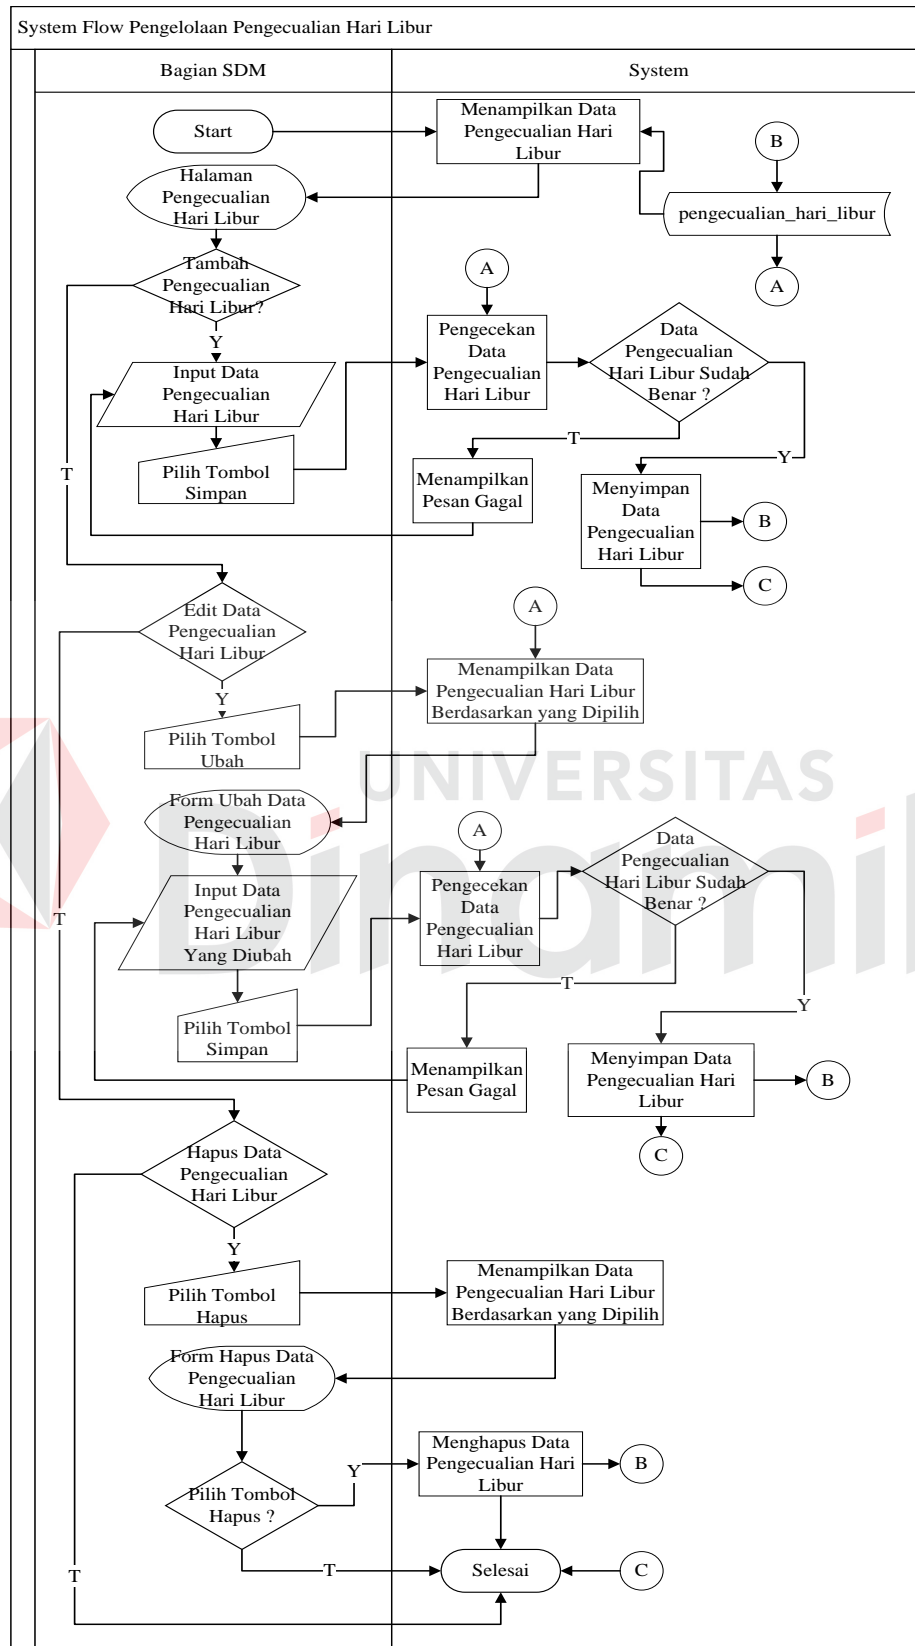 System Flow Pengelolaan Pengecualian Hari Libur
Bagian SDM
System
Start
Menampilkan Data
Pengecualian Hari
Libur
B
Halaman
Pengecualian
Hari Libur
pengecualian_hari_libur
A
Tambah
Pengecualian
Hari Libur?
Y
T
A
Input Data
Pengecualian
Hari Libur
Pengecekan
Data
Pengecualian
Hari Libur
Data
Pengecualian
Hari Libur Sudah
Benar ?
T
Y
Pilih Tombol
Simpan
Menampilkan
Pesan Gagal
Menyimpan
Data
Pengecualian
Hari Libur
B
C
Edit Data
Pengecualian
Hari Libur
Y
T
A
Menampilkan Data
Pengecualian Hari Libur
Berdasarkan yang Dipilih
Pilih Tombol
Ubah
UNIVERSITAS
Form Ubah Data
Pengecualian
Hari Libur
A
Data
Pengecualian
Hari Libur Sudah
Benar ?
Input Data
Pengecualian
Hari Libur
Yang Diubah
Pengecekan
Data
Pengecualian
Hari Libur
T
Y
Pilih Tombol
Simpan
Menampilkan
Pesan Gagal
Menyimpan Data
Pengecualian Hari
Libur
B
C
Hapus Data
Pengecualian
Hari Libur
Y
Pilih Tombol
Hapus
Menampilkan Data
Pengecualian Hari Libur
Berdasarkan yang Dipilih
Form Hapus Data
Pengecualian
Hari Libur
Menghapus Data
Pengecualian Hari
Libur
B
Y
Pilih Tombol
Hapus ?
T
T
Selesai
C